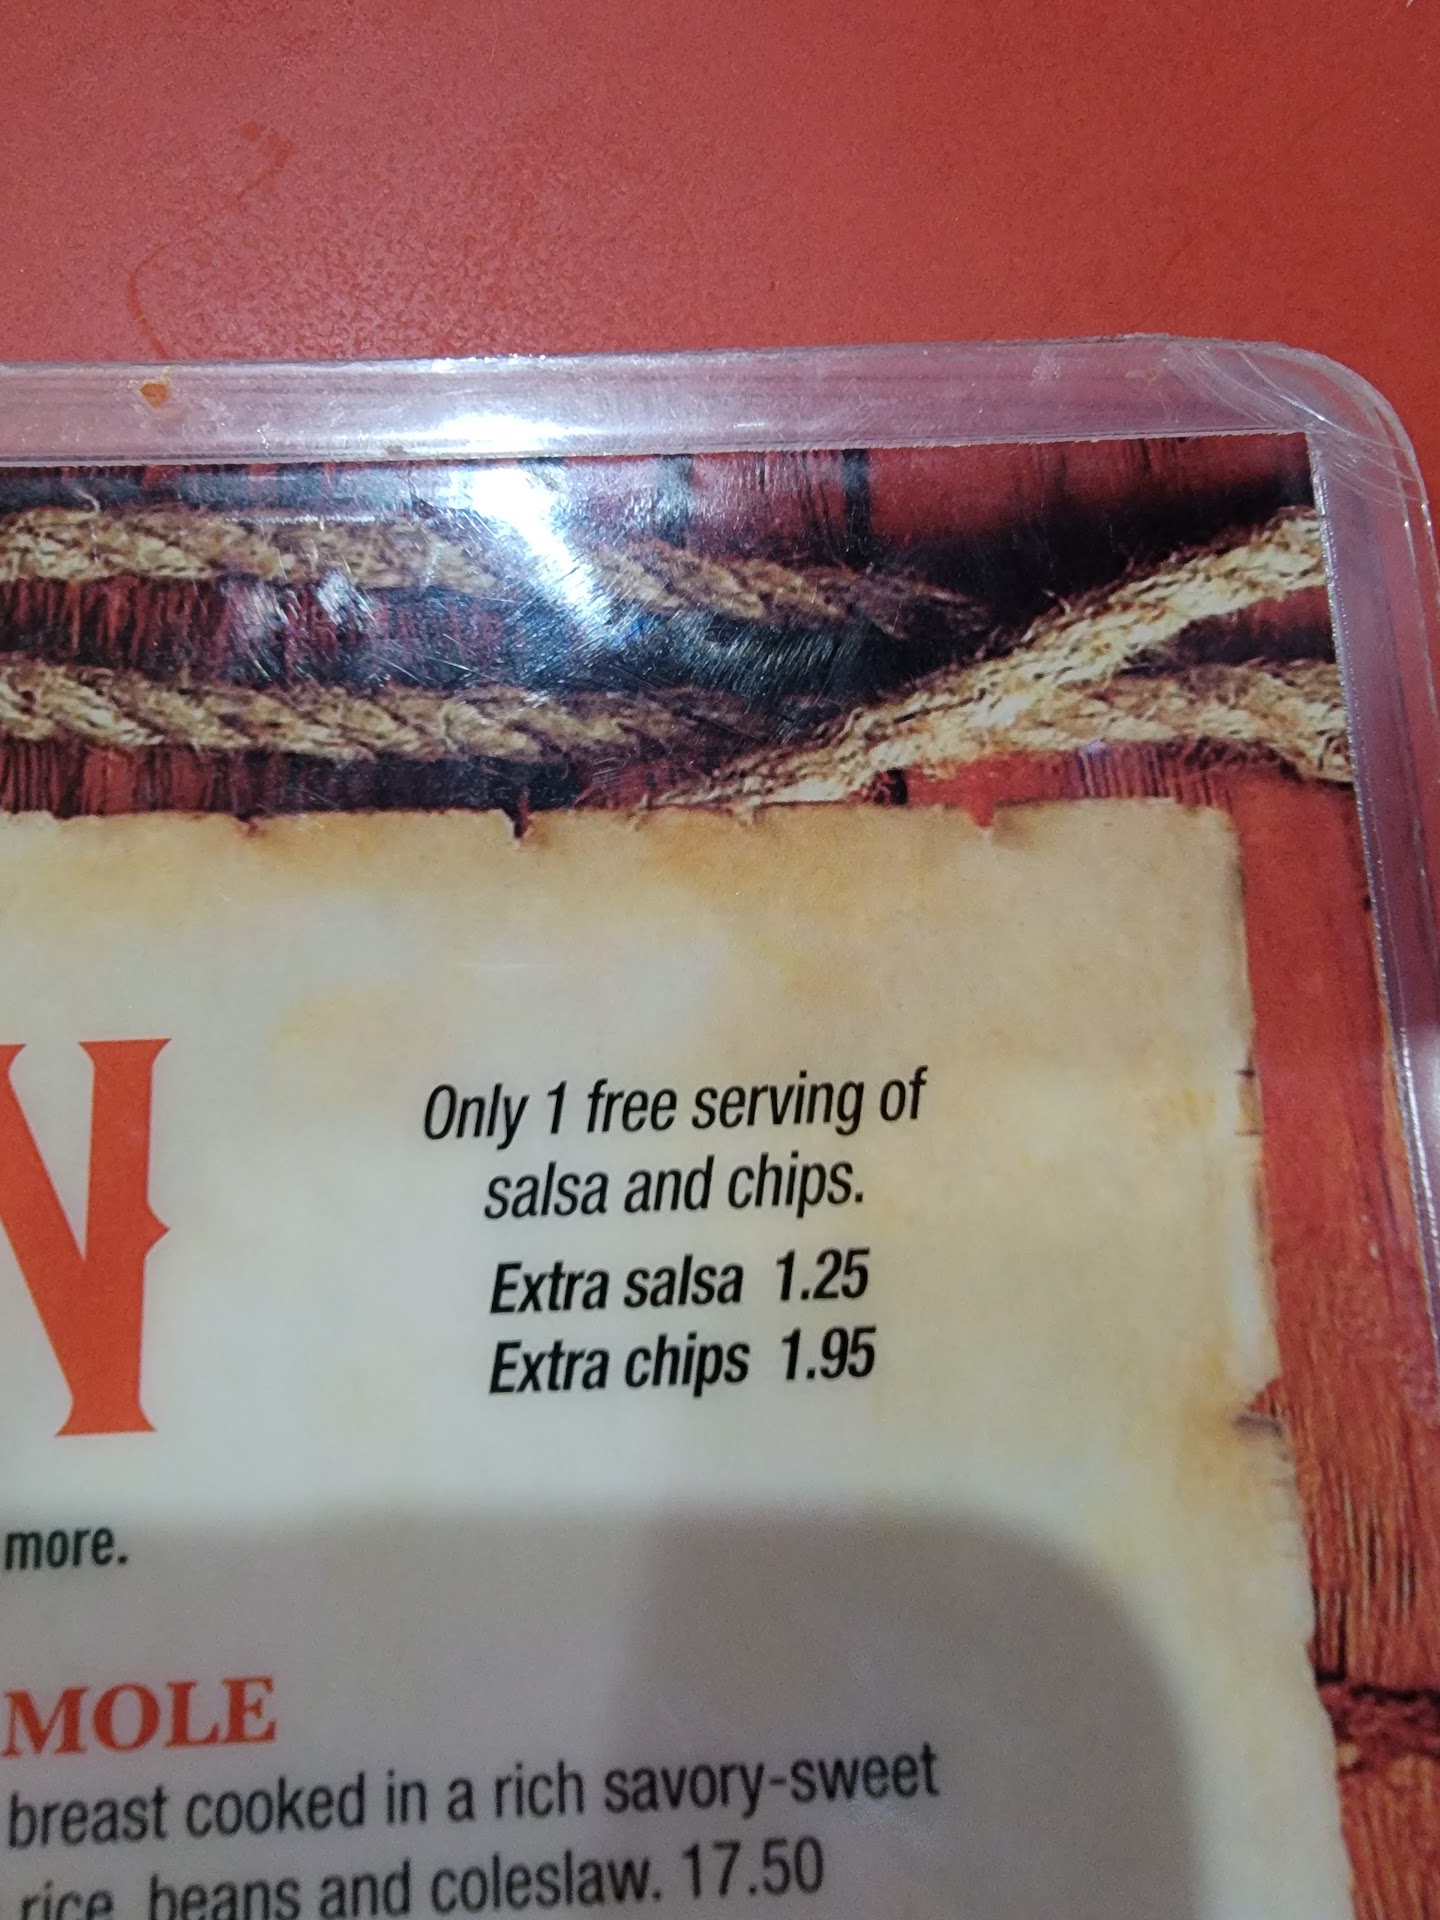 Only 1 free serving of
salsa and chips.
Extra salsa 1.25
Extra chips 1.95
more.
MOLE
breast cooked in a rich savory-sweet
rice, beans and coleslaw. 17.50